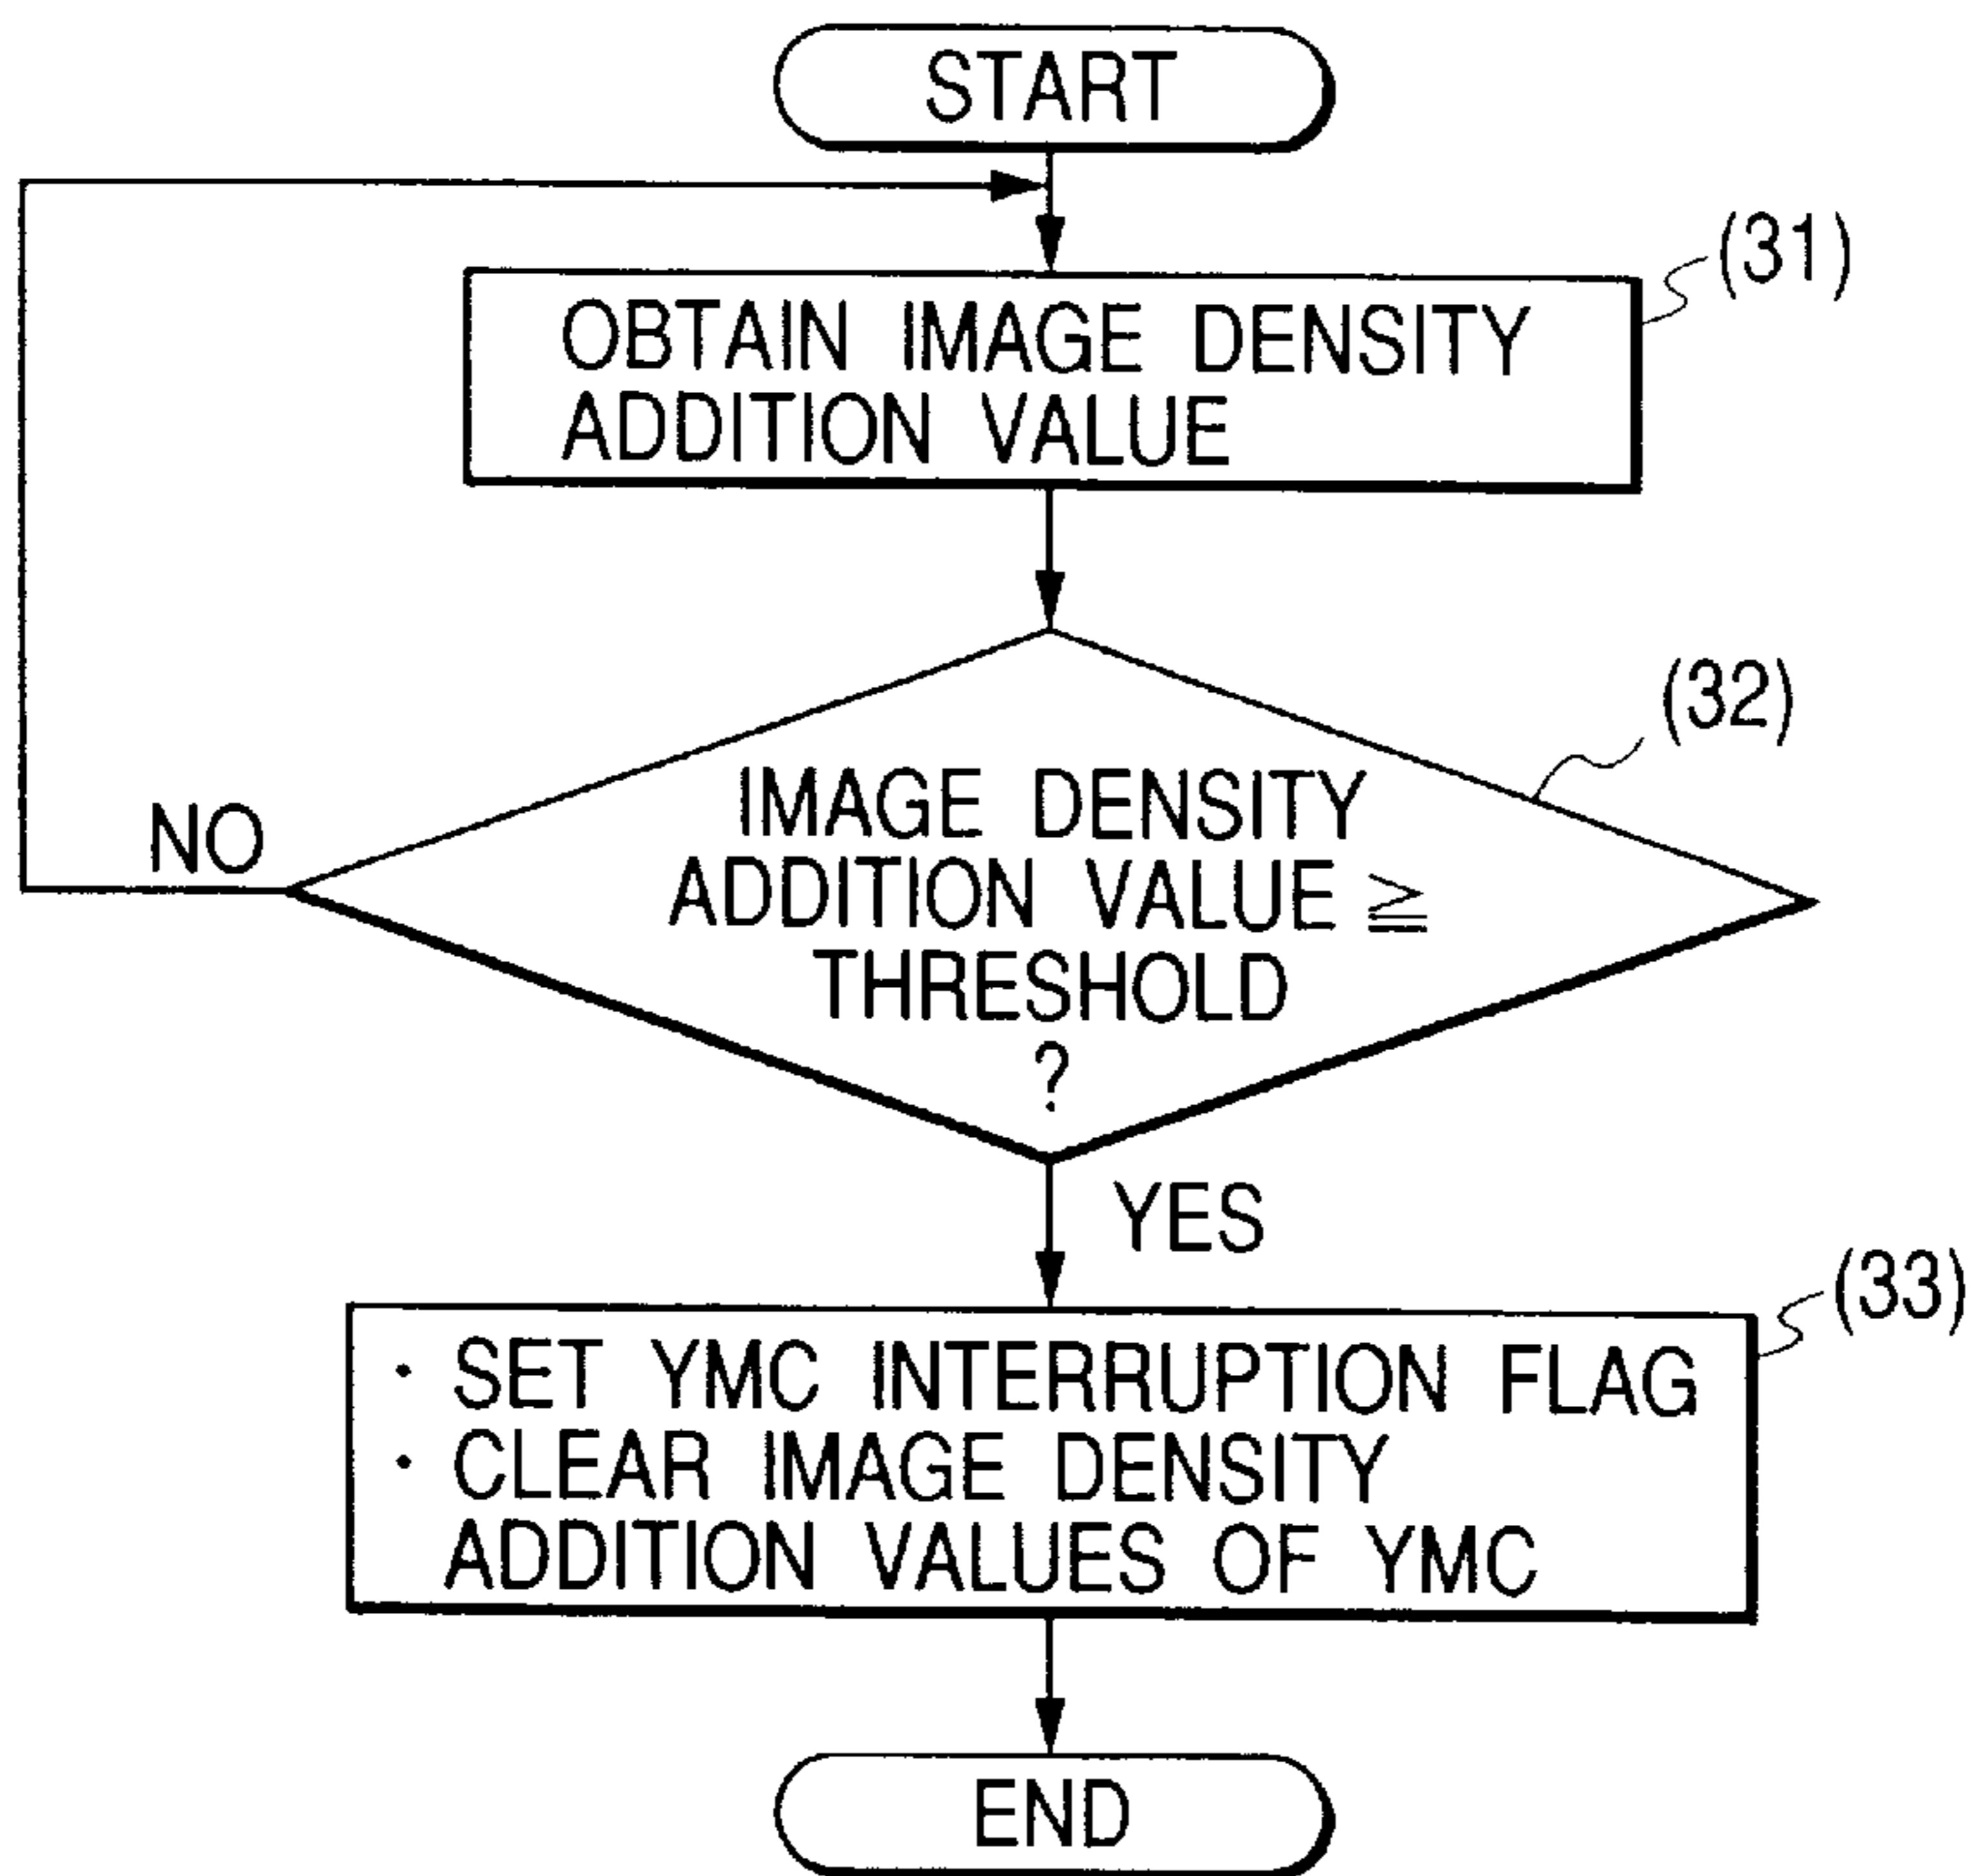 START
(31)
OBTAIN IMAGE DENSITY
ADDITION VALUE
(32)
IMAGE DENSITY
ADDITION VALUE ≧
THRESHOLD
?
NO
YES
(33)
· SET YMC INTERRUPTION FLAG
· CLEAR IMAGE DENSITY
ADDITION VALUES OF YMC
END